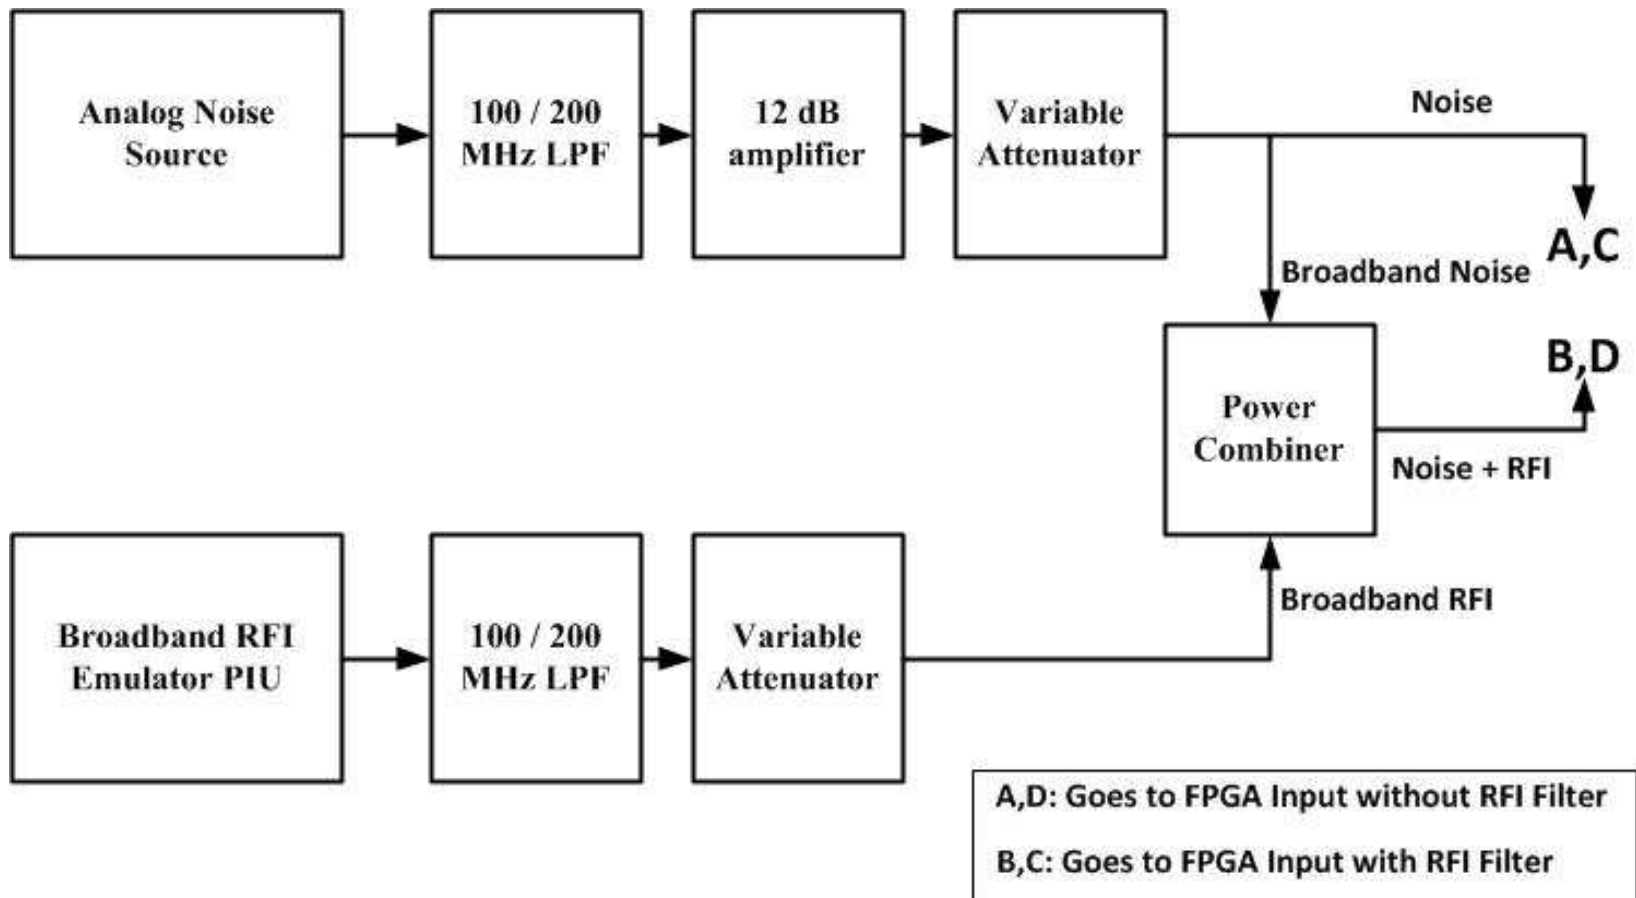 Analog Noise
Source
100 / 200
MHz LPF
12 dB
amplifier
Variable
Attenuator
Noise
A,C
Broadband Noise
B,D
Power
Combiner
Noise + RFI
Broadband RFI
Broadband RFI
Emulator PIU
100 / 200
MHz LPF
Variable
Attenuator
A,D: Goes to FPGA Input without RFI Filter
B,C: Goes to FPGA Input with RFI Filter